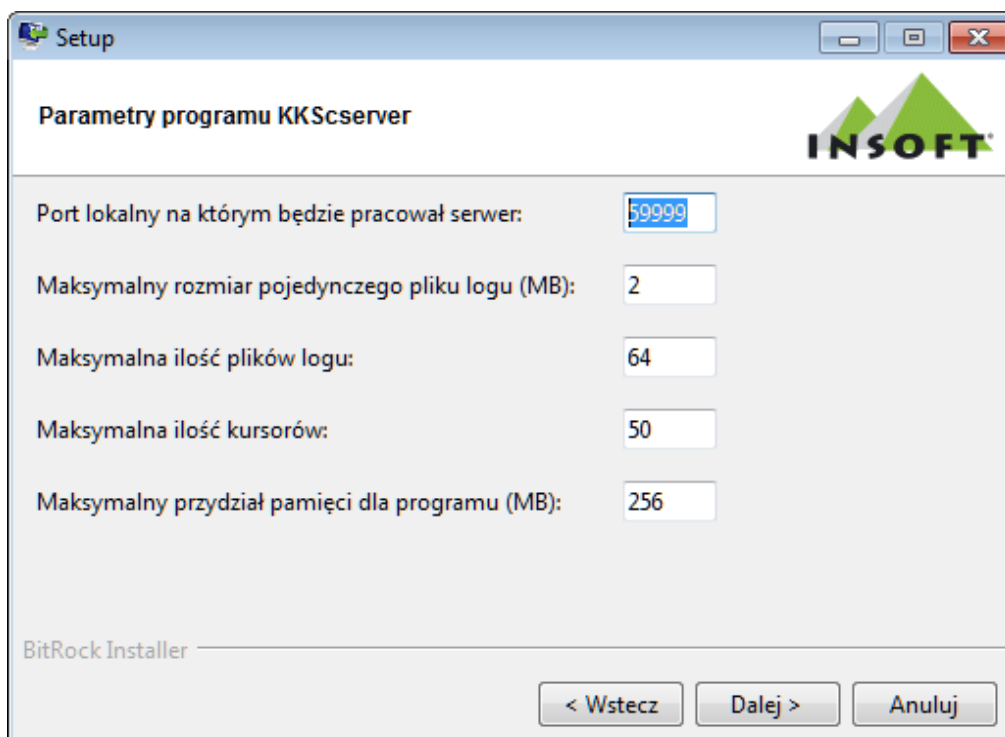 Setup
Parametry programu KKScserver
INSOFT
Port lokalny na którym będzie pracował serwer: 59999
Maksymalny rozmiar pojedynczego pliku logu (MB): 2
Maksymalna ilość plików logu: 64
Maksymalna ilość kursorów: 50
Maksymalny przydział pamięci dla programu (MB): 256
BitRock Installer
< Wstecz Dalej > Anuluj